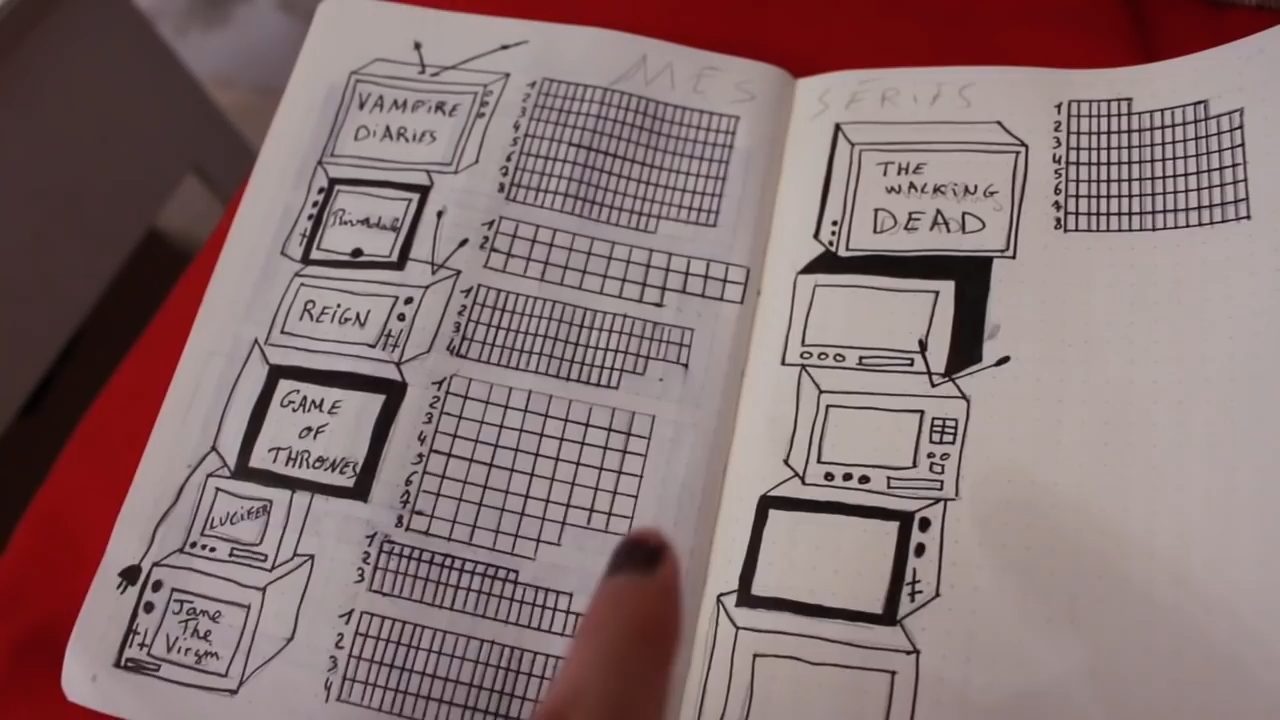 MES SÉRIES
VAMPiRE
DiARiES
1
2
3
4
5
6
7
8
Riverdale
1
2
REiGN
1
2
3
4
GAME
OF
THRONES
1
2
3
4
5
6
7
8
LUCiFER
1
2
3
Jane
The
Virgin
1
2
3
4
THE
WALKiNG
DEAD
1
2
3
4
5
6
7
8